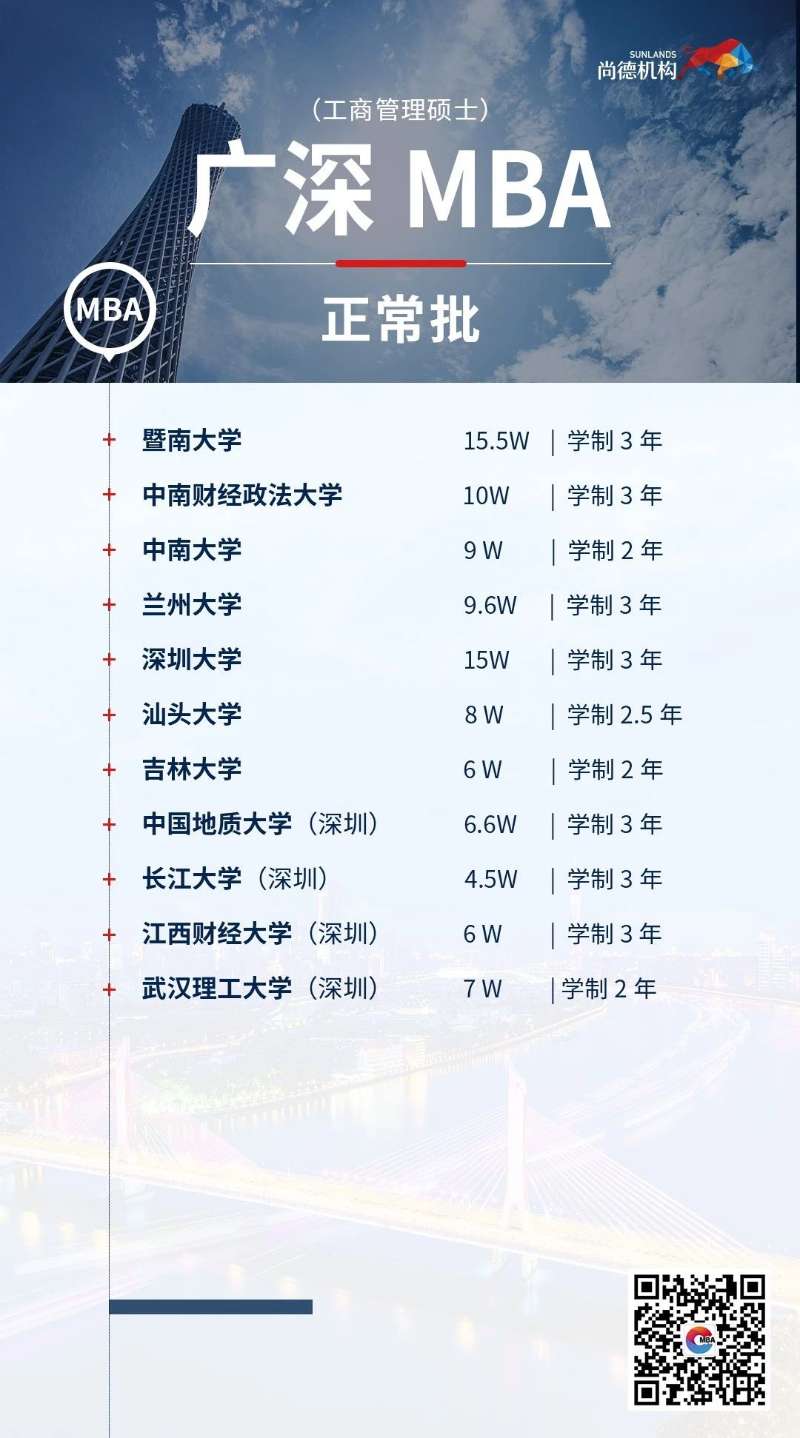 SUNLANDS
尚德机构
（工商管理硕士）
广深 MBA
MBA
正常批
暨南大学 15.5W | 学制 3 年
中南财经政法大学 10W | 学制 3 年
中南大学 9 W | 学制 2 年
兰州大学 9.6W | 学制 3 年
深圳大学 15W | 学制 3 年
汕头大学 8 W | 学制 2.5 年
吉林大学 6 W | 学制 2 年
中国地质大学（深圳） 6.6W | 学制 3 年
长江大学（深圳） 4.5W | 学制 3 年
江西财经大学（深圳） 6 W | 学制 3 年
武汉理工大学（深圳） 7 W | 学制 2 年
MBA